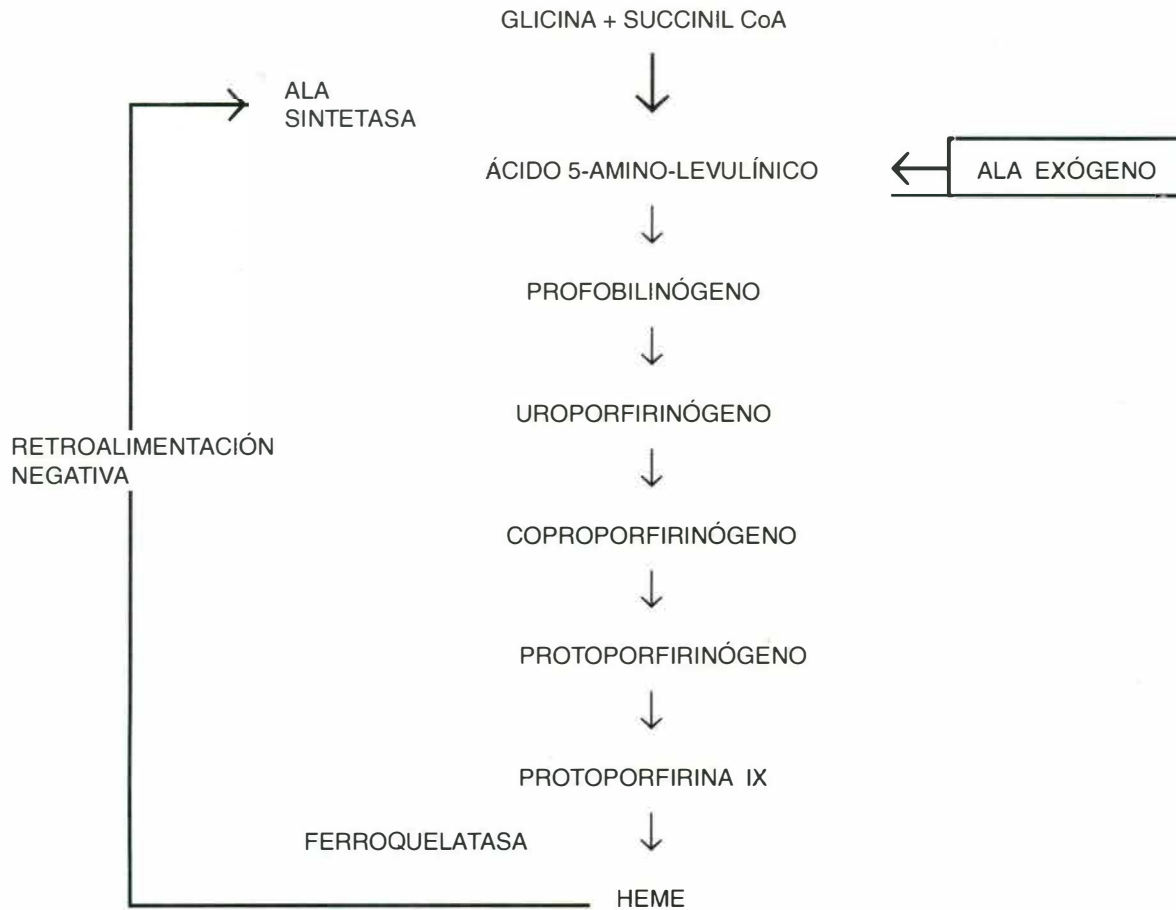 GLICINA + SUCCINIL CoA
ALA
SINTETASA
ÁCIDO 5-AMINO-LEVULÍNICO
ALA EXÓGENO
PROFOBILINÓGENO
UROPORFIRINÓGENO
RETROALIMENTACIÓN
NEGATIVA
COPROPORFIRINÓGENO
PROTOPORFIRINÓGENO
PROTOPORFIRINA IX
FERROQUELATASA
HEME